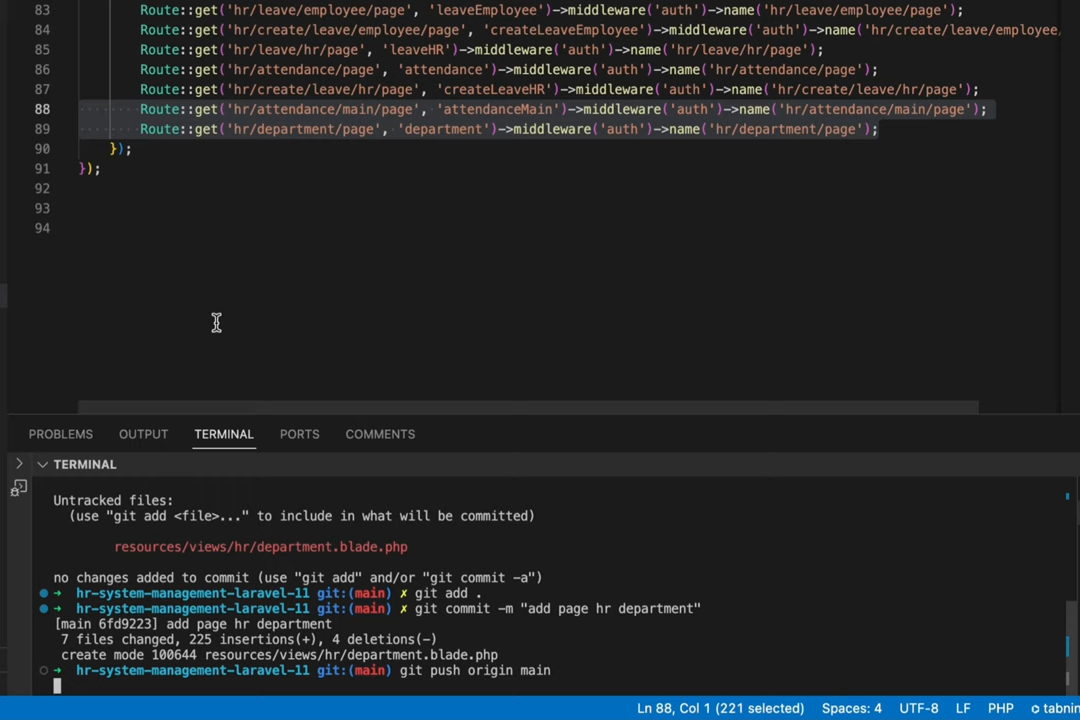 83 Route::get('hr/leave/employee/page', 'leaveEmployee')->middleware('auth')->name('hr/leave/employee/page');
84 Route::get('hr/create/leave/employee/page', 'createLeaveEmployee')->middleware('auth')->name('hr/create/leave/employee
85 Route::get('hr/leave/hr/page', 'leaveHR')->middleware('auth')->name('hr/leave/hr/page');
86 Route::get('hr/attendance/page', 'attendance')->middleware('auth')->name('hr/attendance/page');
87 Route::get('hr/create/leave/hr/page', 'createLeaveHR')->middleware('auth')->name('hr/create/leave/hr/page');
88 Route::get('hr/attendance/main/page', 'attendanceMain')->middleware('auth')->name('hr/attendance/main/page');
89 Route::get('hr/department/page', 'department')->middleware('auth')->name('hr/department/page');
90 });
91 });
92
93
94
PROBLEMS OUTPUT TERMINAL PORTS COMMENTS
TERMINAL
Untracked files:
(use "git add <file>..." to include in what will be committed)
resources/views/hr/department.blade.php
no changes added to commit (use "git add" and/or "git commit -a")
➜ hr-system-management-laravel-11 git:(main) ✗ git add .
➜ hr-system-management-laravel-11 git:(main) ✗ git commit -m "add page hr department"
[main 6fd9223] add page hr department
7 files changed, 225 insertions(+), 4 deletions(-)
create mode 100644 resources/views/hr/department.blade.php
➜ hr-system-management-laravel-11 git:(main) git push origin main
Ln 88, Col 1 (221 selected) Spaces: 4 UTF-8 LF PHP tabnin